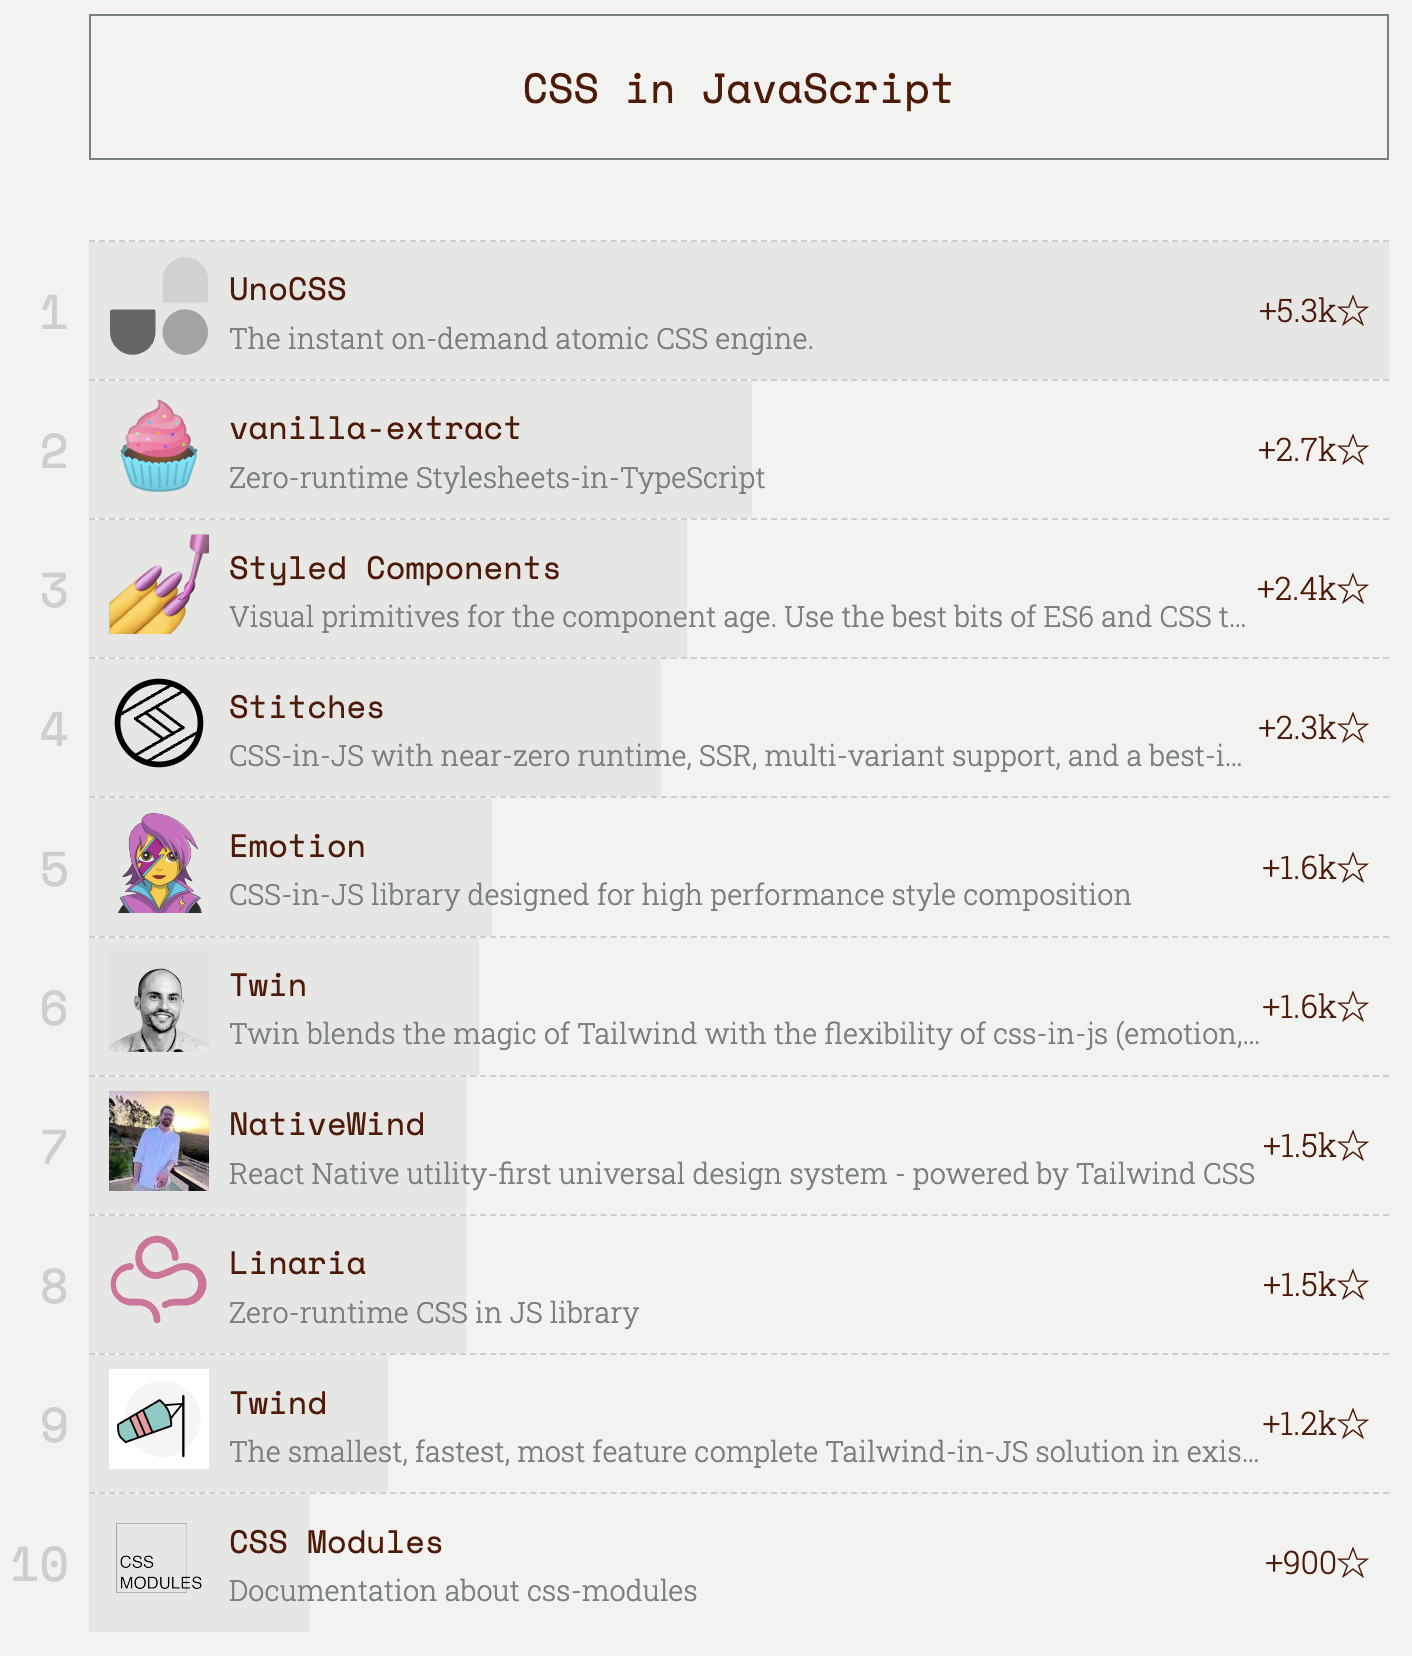 CSS in JavaScript
1
UnoCSS
The instant on-demand atomic CSS engine.
+5.3k☆
2
vanilla-extract
Zero-runtime Stylesheets-in-TypeScript
+2.7k☆
3
Styled Components
Visual primitives for the component age. Use the best bits of ES6 and CSS t…
+2.4k☆
4
Stitches
CSS-in-JS with near-zero runtime, SSR, multi-variant support, and a best-i…
+2.3k☆
5
Emotion
CSS-in-JS library designed for high performance style composition
+1.6k☆
6
Twin
Twin blends the magic of Tailwind with the flexibility of css-in-js (emotion,…
+1.6k☆
7
NativeWind
React Native utility-first universal design system - powered by Tailwind CSS
+1.5k☆
8
Linaria
Zero-runtime CSS in JS library
+1.5k☆
9
Twind
The smallest, fastest, most feature complete Tailwind-in-JS solution in exis…
+1.2k☆
10
CSS
MODULES
CSS Modules
Documentation about css-modules
+900☆